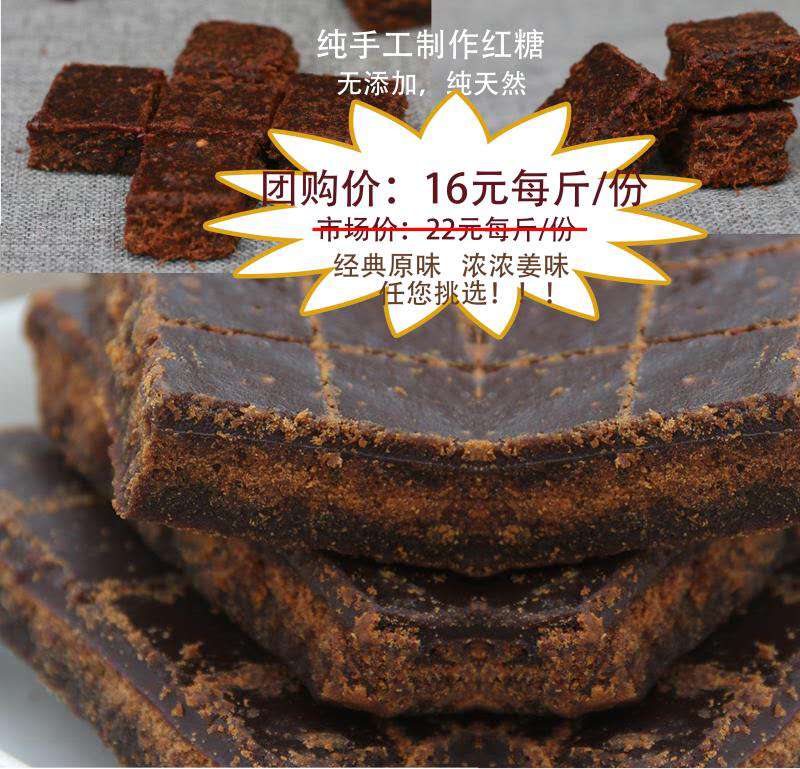 纯手工制作红糖
无添加，纯天然
团购价：16元每斤/份
市场价：22元每斤/份
经典原味 浓浓姜味
任您挑选！！！